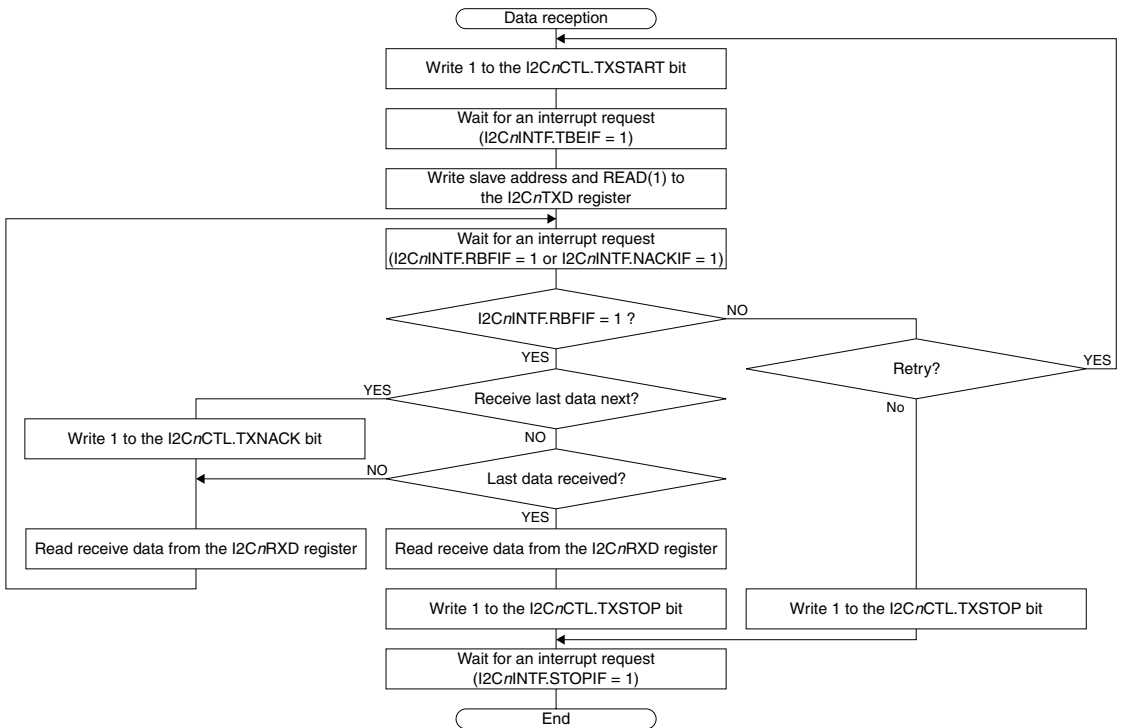 Data reception
Write 1 to the I2CnCTL.TXSTART bit
Wait for an interrupt request
(I2CnINTF.TBEIF = 1)
Write slave address and READ(1) to
the I2CnTXD register
Wait for an interrupt request
(I2CnINTF.RBFIF = 1 or I2CnINTF.NACKIF = 1)
I2CnINTF.RBFIF = 1 ?
NO
YES
Retry?
YES
No
YES
Receive last data next?
NO
Write 1 to the I2CnCTL.TXNACK bit
NO
Last data received?
YES
Read receive data from the I2CnRXD register
Read receive data from the I2CnRXD register
Write 1 to the I2CnCTL.TXSTOP bit
Write 1 to the I2CnCTL.TXSTOP bit
Wait for an interrupt request
(I2CnINTF.STOPIF = 1)
End